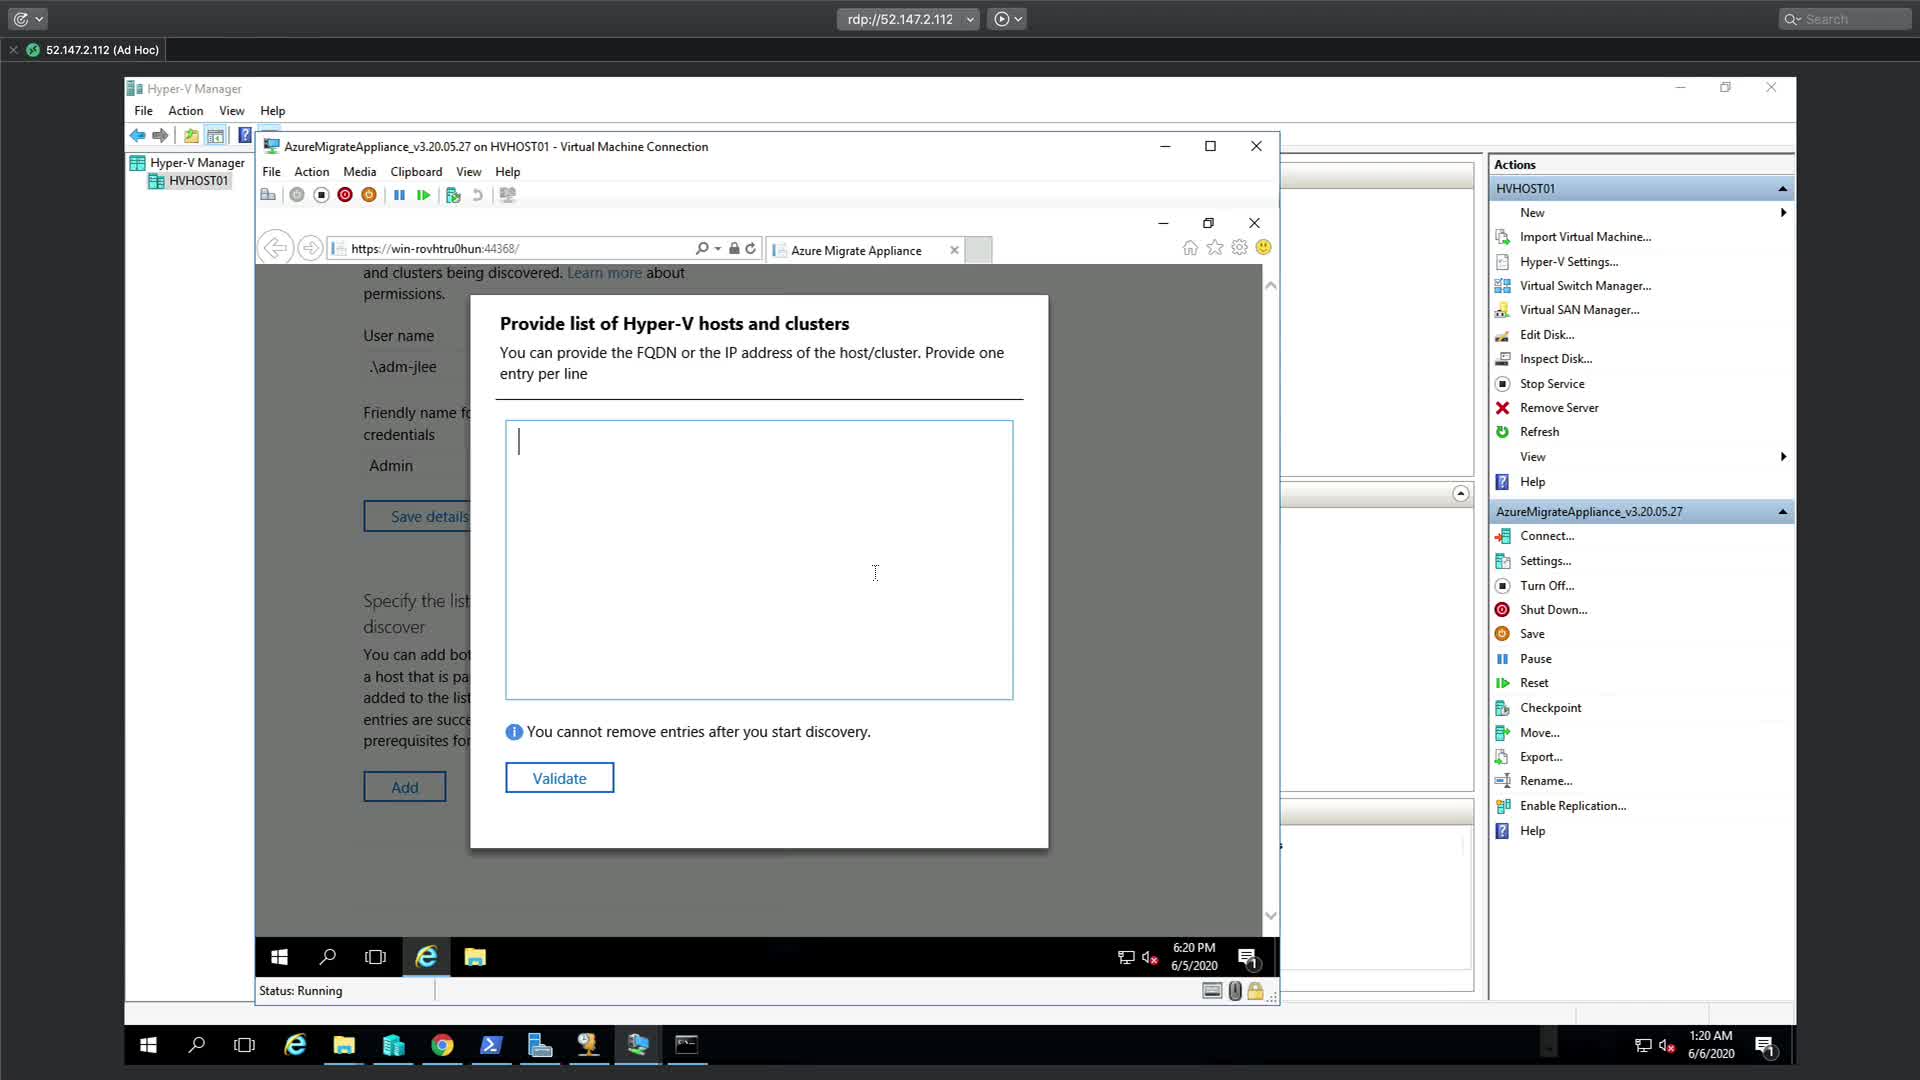 rdp://52.147.2.112
Search
52.147.2.112 (Ad Hoc)
Hyper-V Manager
File Action View Help
Hyper-V Manager
HVHOST01
AzureMigrateAppliance_v3.20.05.27 on HVHOST01 - Virtual Machine Connection
File Action Media Clipboard View Help
https://win-rovhtru0hun:44368/
Azure Migrate Appliance
and clusters being discovered. Learn more about
permissions.
User name
.\adm-jlee
Friendly name fo
credentials
Admin
Save details
Specify the list
discover
You can add bot
a host that is pa
added to the list
entries are succe
prerequisites for
Add
Provide list of Hyper-V hosts and clusters
You can provide the FQDN or the IP address of the host/cluster. Provide one
entry per line
You cannot remove entries after you start discovery.
Validate
6:20 PM
6/5/2020
1
Status: Running
Actions
HVHOST01
New
Import Virtual Machine...
Hyper-V Settings...
Virtual Switch Manager...
Virtual SAN Manager...
Edit Disk...
Inspect Disk...
Stop Service
Remove Server
Refresh
View
Help
AzureMigrateAppliance_v3.20.05.27
Connect...
Settings...
Turn Off...
Shut Down...
Save
Pause
Reset
Checkpoint
Move...
Export...
Rename...
Enable Replication...
Help
1:20 AM
6/6/2020
1